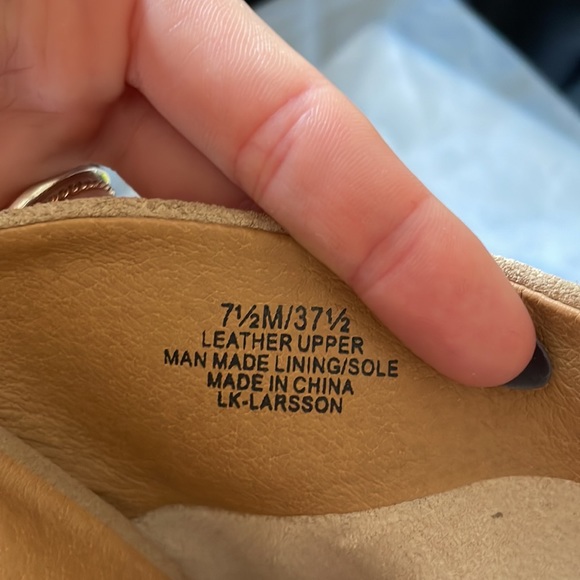 7½M/37½
LEATHER UPPER
MAN MADE LINING/SOLE
MADE IN CHINA
LK-LARSSON